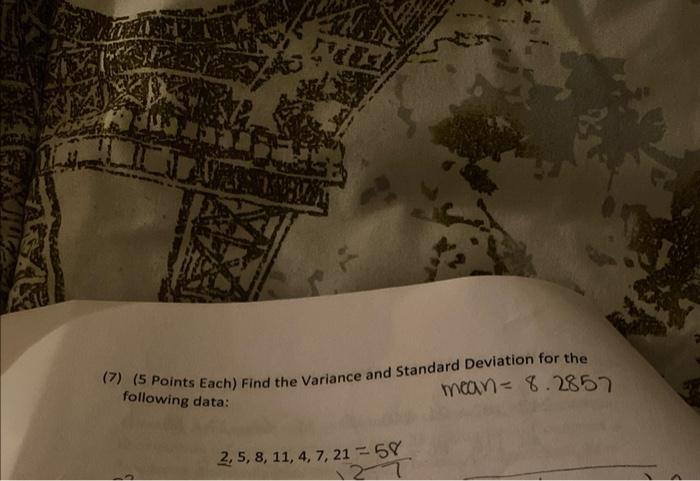 (7) (5 Points Each) Find the Variance and Standard Deviation for the
following data:
mean = 8.2857
2, 5, 8, 11, 4, 7, 21 = 58
7